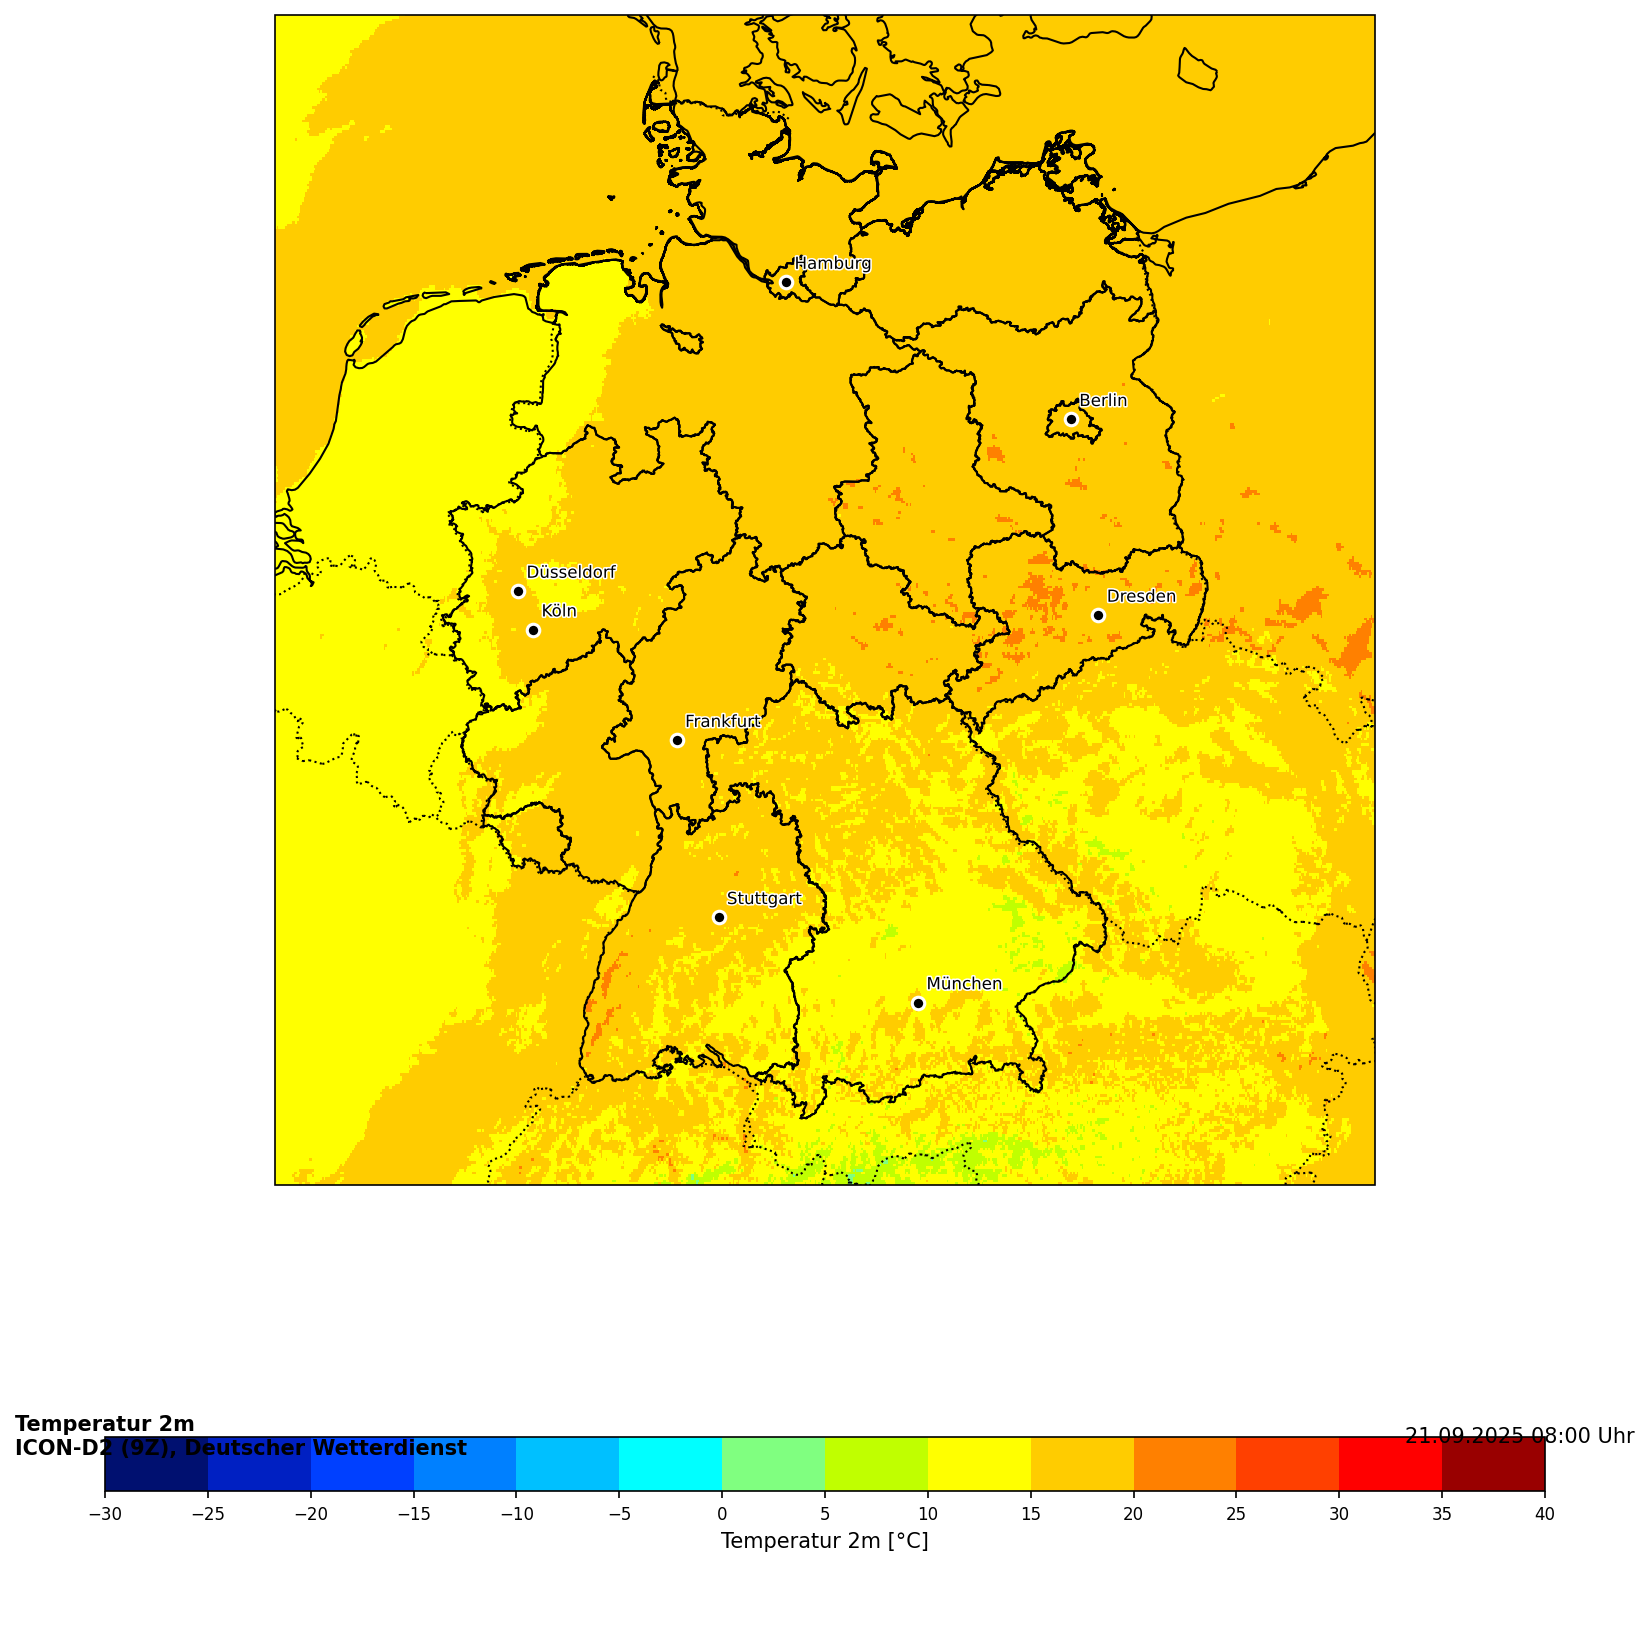 Hamburg
Berlin
Düsseldorf
Köln
Dresden
Frankfurt
Stuttgart
München
Temperatur 2m
ICON-D2 (9Z), Deutscher Wetterdienst
21.09.2025 08:00 Uhr
−30 −25 −20 −15 −10 −5 0 5 10 15 20 25 30 35 40
Temperatur 2m [°C]